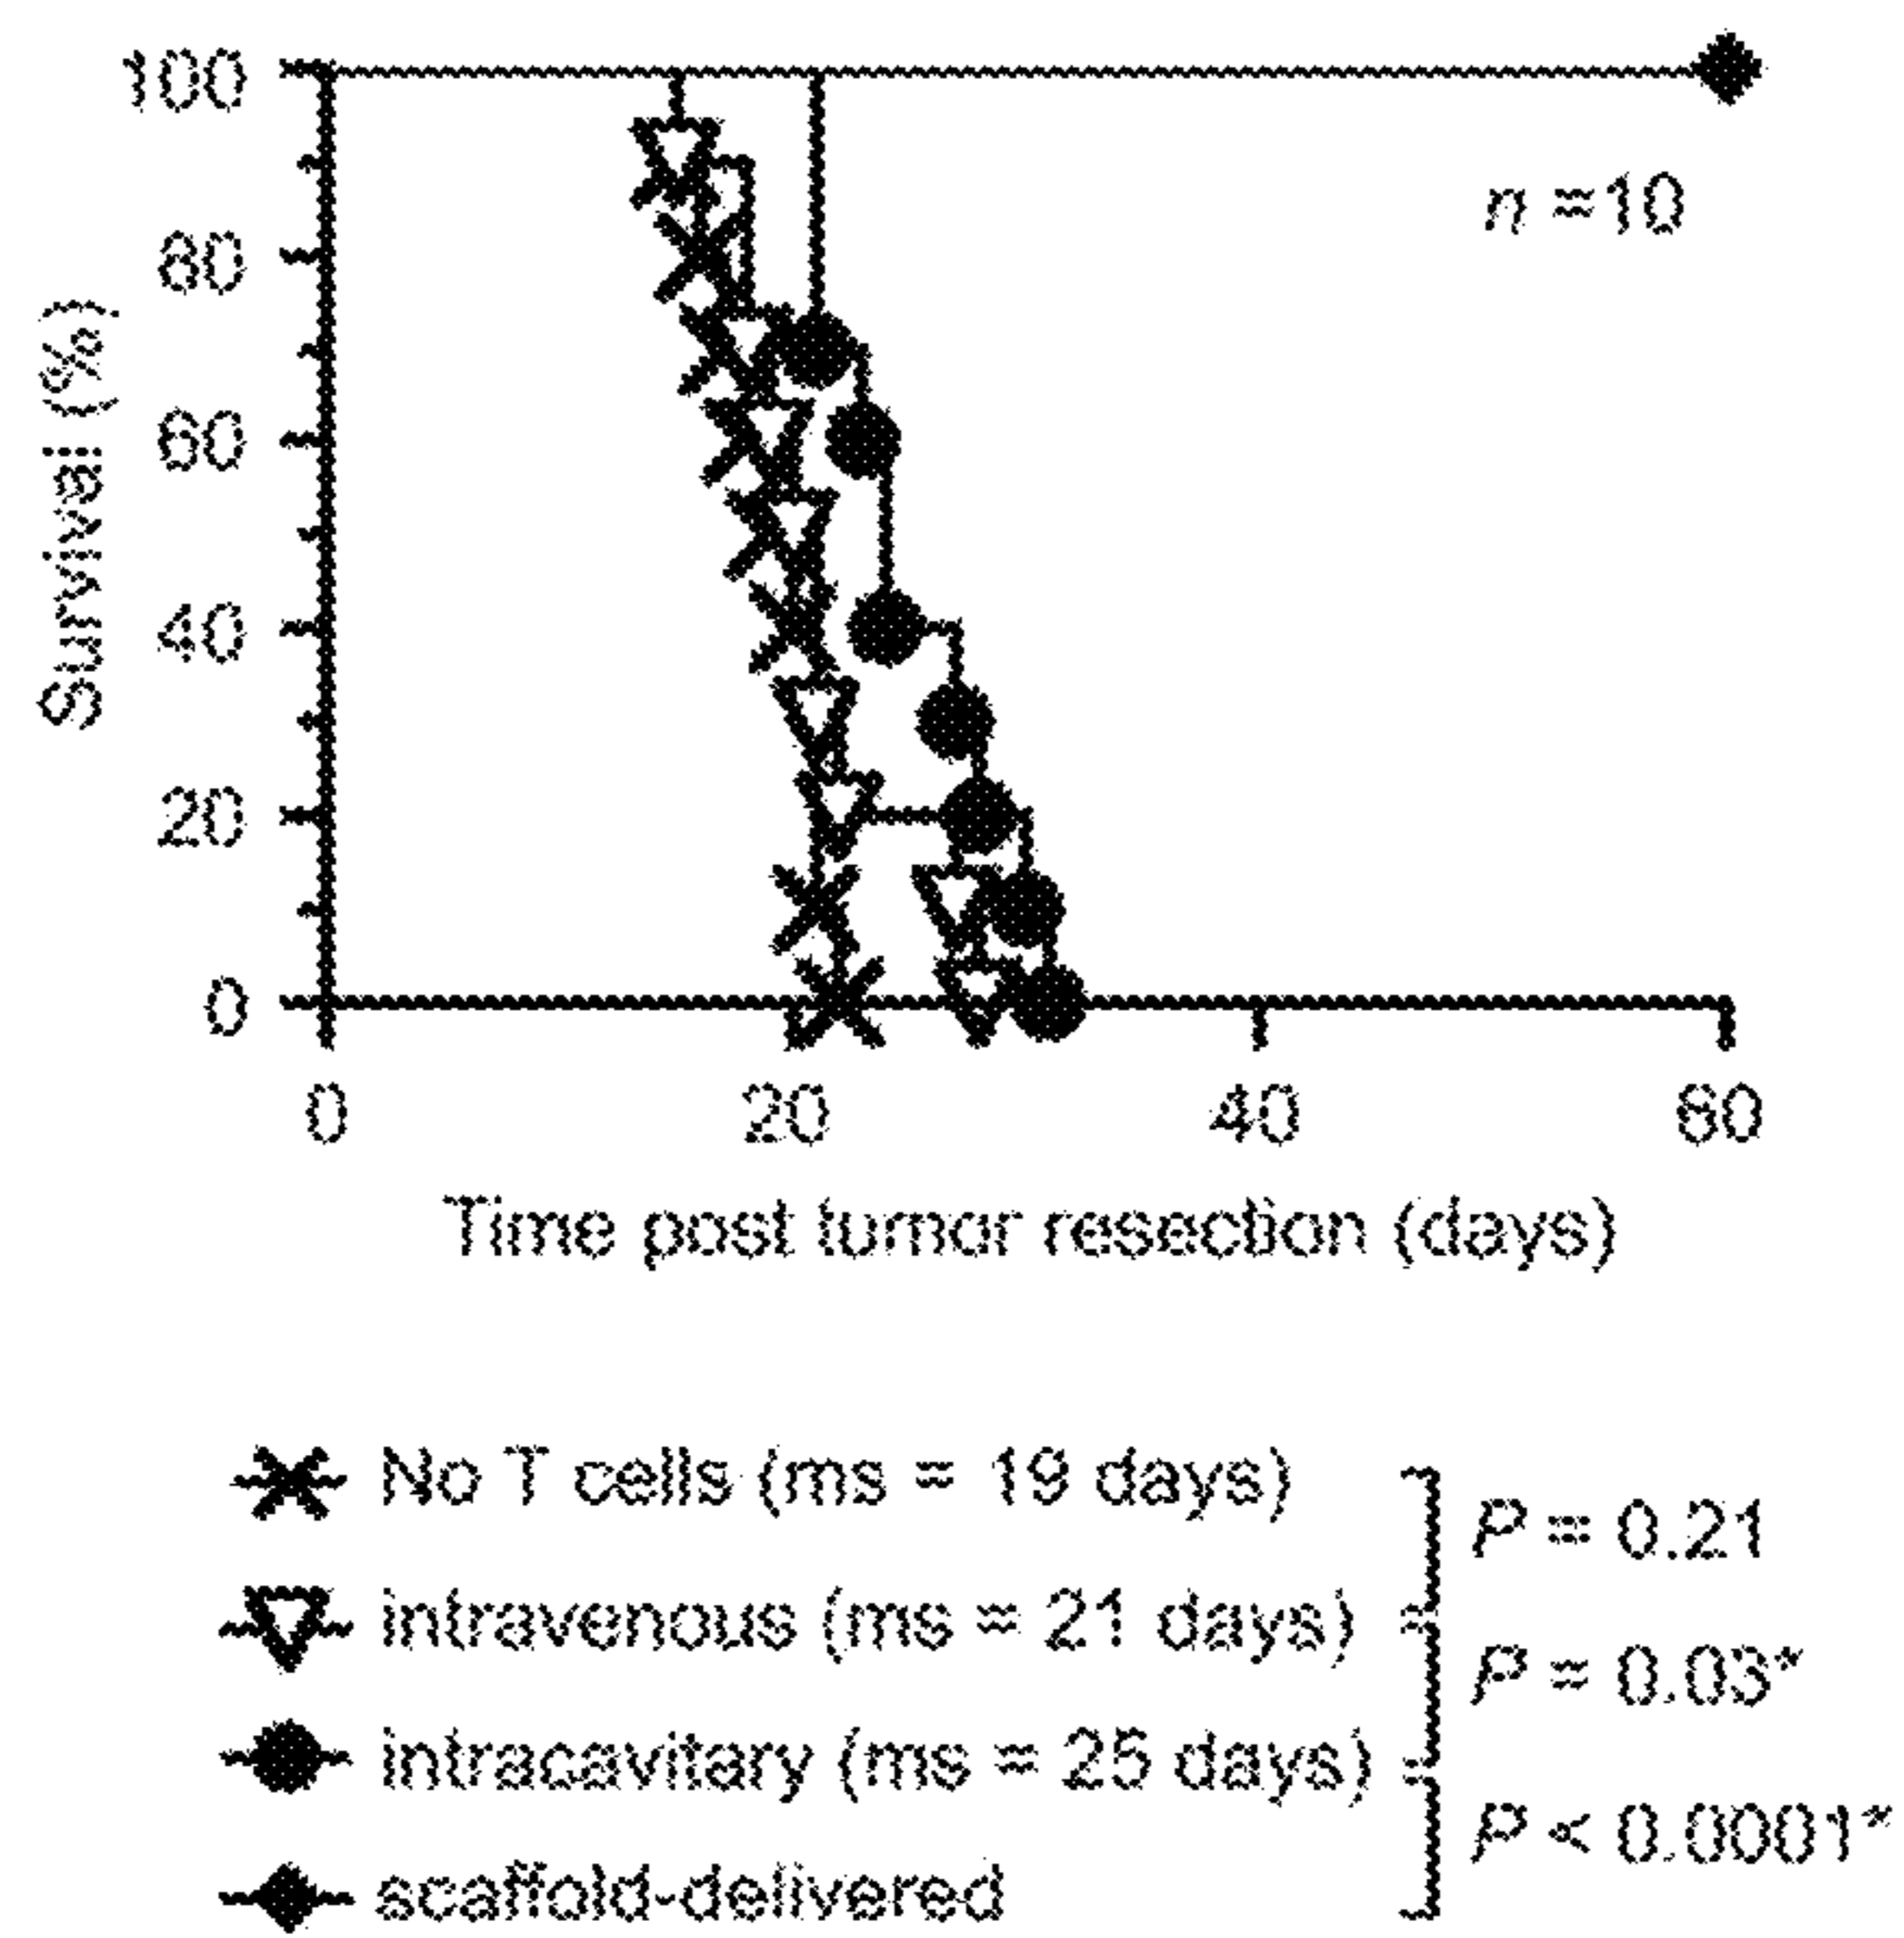 Survival (%)
100
80
60
40
20
0
n = 10
0 20 40 60
Time post tumor resection (days)
No T cells (ms = 19 days)
P = 0.21
intravenous (ms = 21 days)
P = 0.03*
intracavitary (ms = 25 days)
P < 0.0001*
scaffold-delivered